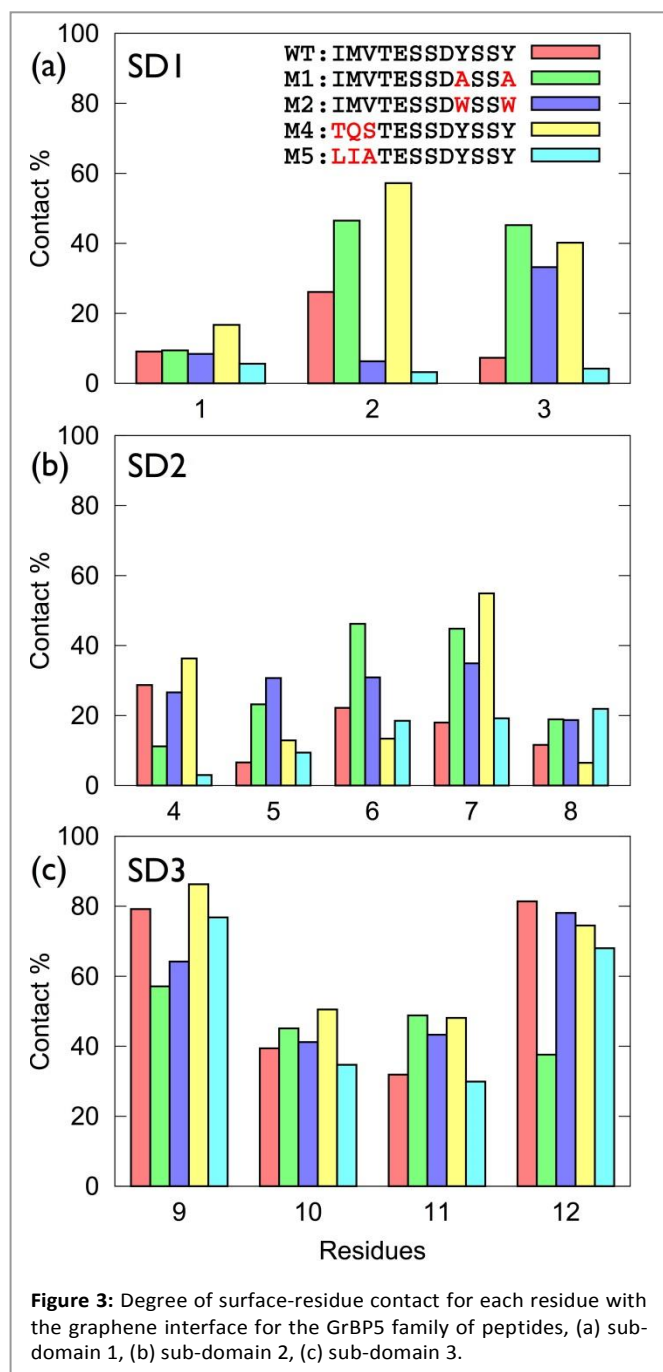 (a) SD1
WT:IMVTESSDYSSY
M1:IMVTESSDASSA
M2:IMVTESSDWSSW
M4:TQSTESSDYSSY
M5:LIATESSDYSSY
100
80
60
40
20
0
Contact %
1 2 3
(b) SD2
100
80
60
40
20
0
Contact %
4 5 6 7 8
(c) SD3
100
80
60
40
20
0
Contact %
9 10 11 12
Residues
Figure 3: Degree of surface-residue contact for each residue with
the graphene interface for the GrBP5 family of peptides, (a) sub-
domain 1, (b) sub-domain 2, (c) sub-domain 3.